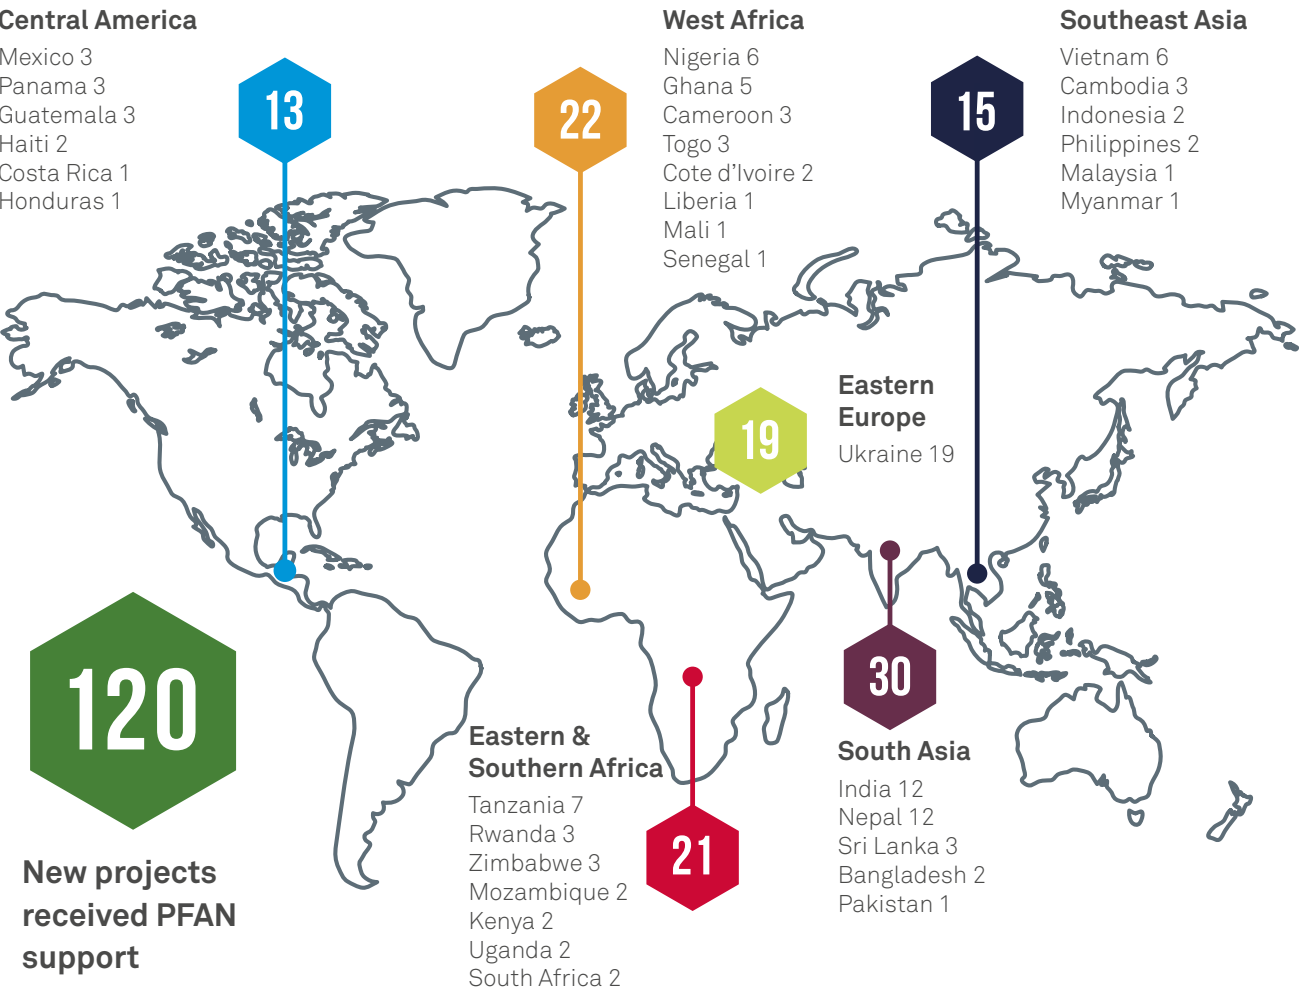 Central America
Mexico 3
Panama 3
Guatemala 3
Haiti 2
Costa Rica 1
Honduras 1
13
22
West Africa
Nigeria 6
Ghana 5
Cameroon 3
Togo 3
Cote d'Ivoire 2
Liberia 1
Mali 1
Senegal 1
15
Southeast Asia
Vietnam 6
Cambodia 3
Indonesia 2
Philippines 2
Malaysia 1
Myanmar 1
19
Eastern
Europe
Ukraine 19
120
New projects
received PFAN
support
Eastern &
Southern Africa
Tanzania 7
Rwanda 3
Zimbabwe 3
Mozambique 2
Kenya 2
Uganda 2
South Africa 2
21
30
South Asia
India 12
Nepal 12
Sri Lanka 3
Bangladesh 2
Pakistan 1